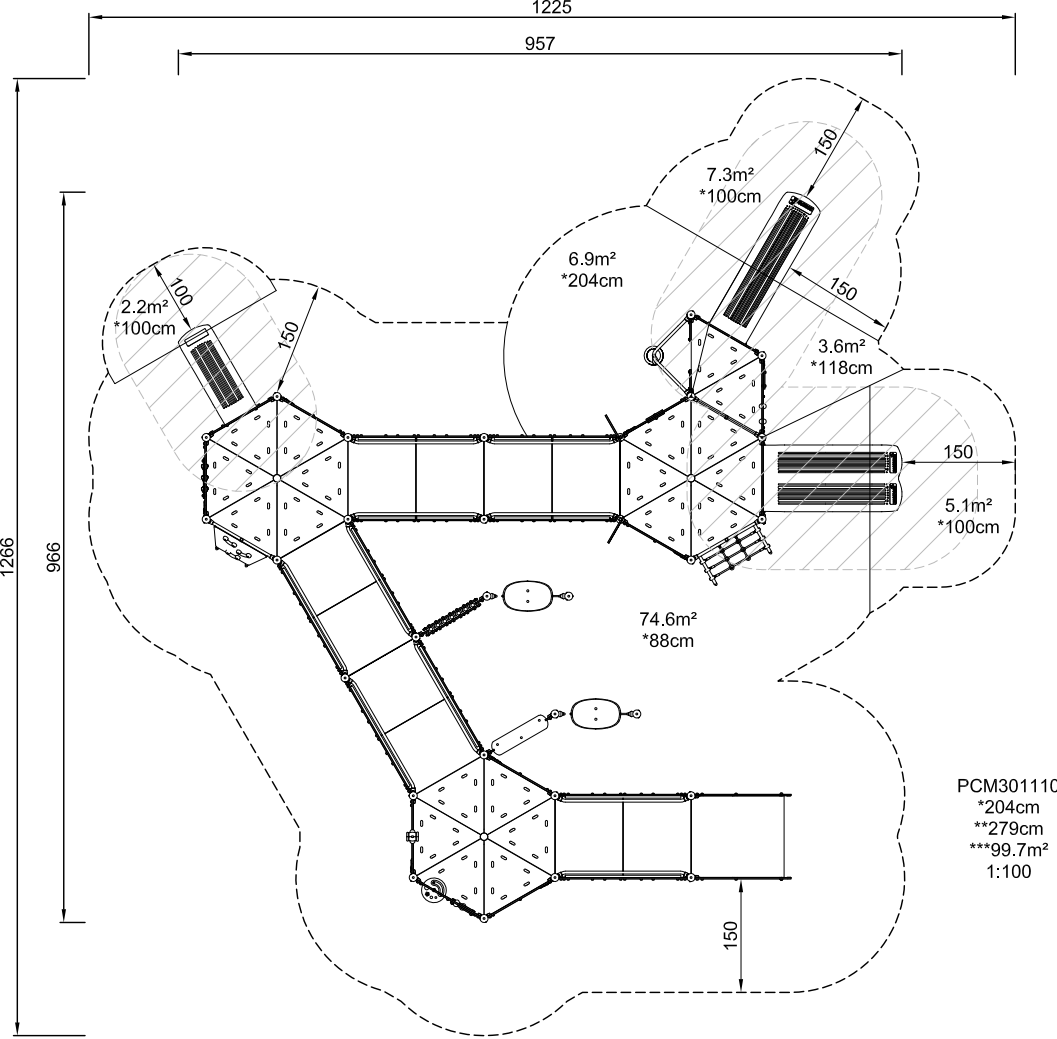 1225
957
150
7.3m²
*100cm
6.9m²
*204cm
100
2.2m²
*100cm
150
150
3.6m²
*118cm
150
5.1m²
*100cm
1266
966
74.6m²
*88cm
PCM301110
*204cm
**279cm
***99.7m²
1:100
150